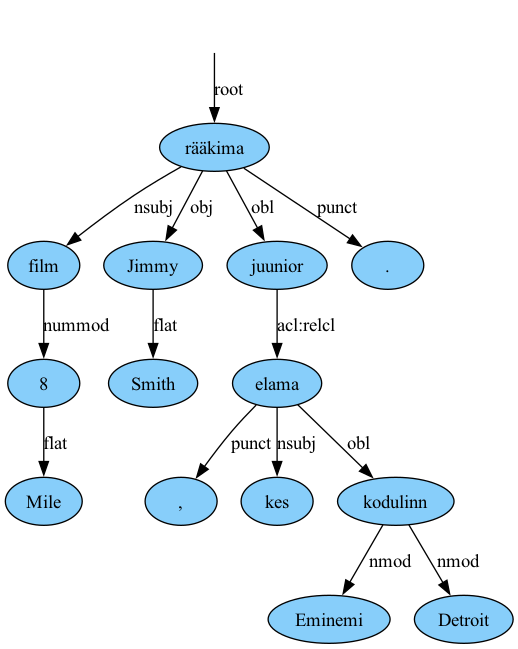 root
rääkima
nsubj obj obl punct
film Jimmy juunior .
nummod flat acl:relcl
8 Smith elama
flat punct nsubj obl
Mile , kes kodulinn
nmod nmod
Eminemi Detroit